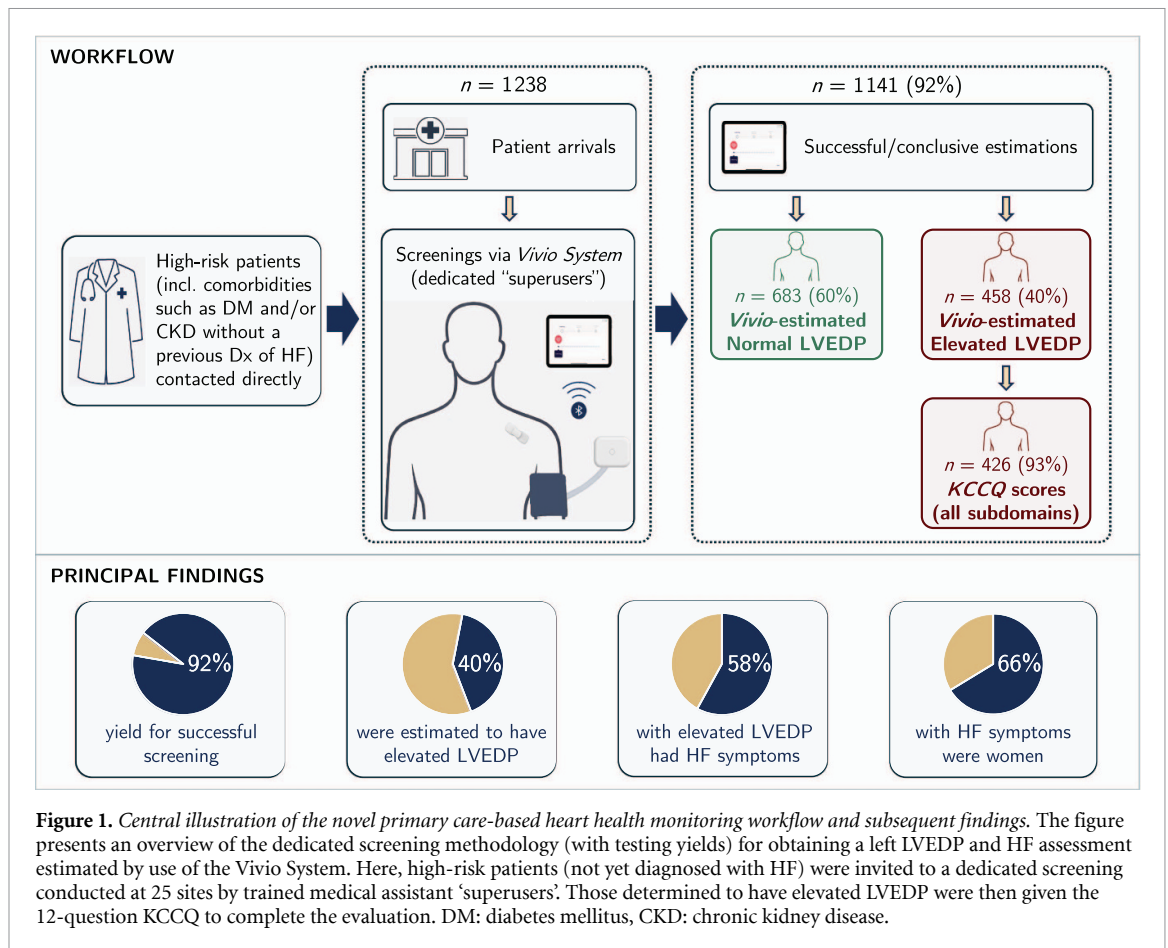 WORKFLOW
High-risk patients
(incl. comorbidities
such as DM and/or
CKD without a
previous Dx of HF)
contacted directly
n = 1238
Patient arrivals
Screenings via Vivio System
(dedicated “superusers”)
n = 1141 (92%)
Successful/conclusive estimations
n = 683 (60%)
Vivio-estimated
Normal LVEDP
n = 458 (40%)
Vivio-estimated
Elevated LVEDP
n = 426 (93%)
KCCQ scores
(all subdomains)
PRINCIPAL FINDINGS
92%
yield for successful
screening
40%
were estimated to have
elevated LVEDP
58%
with elevated LVEDP
had HF symptoms
66%
with HF symptoms
were women
Figure 1. Central illustration of the novel primary care-based heart health monitoring workflow and subsequent findings. The figure
presents an overview of the dedicated screening methodology (with testing yields) for obtaining a left LVEDP and HF assessment
estimated by use of the Vivio System. Here, high-risk patients (not yet diagnosed with HF) were invited to a dedicated screening
conducted at 25 sites by trained medical assistant ‘superusers’. Those determined to have elevated LVEDP were then given the
12-question KCCQ to complete the evaluation. DM: diabetes mellitus, CKD: chronic kidney disease.